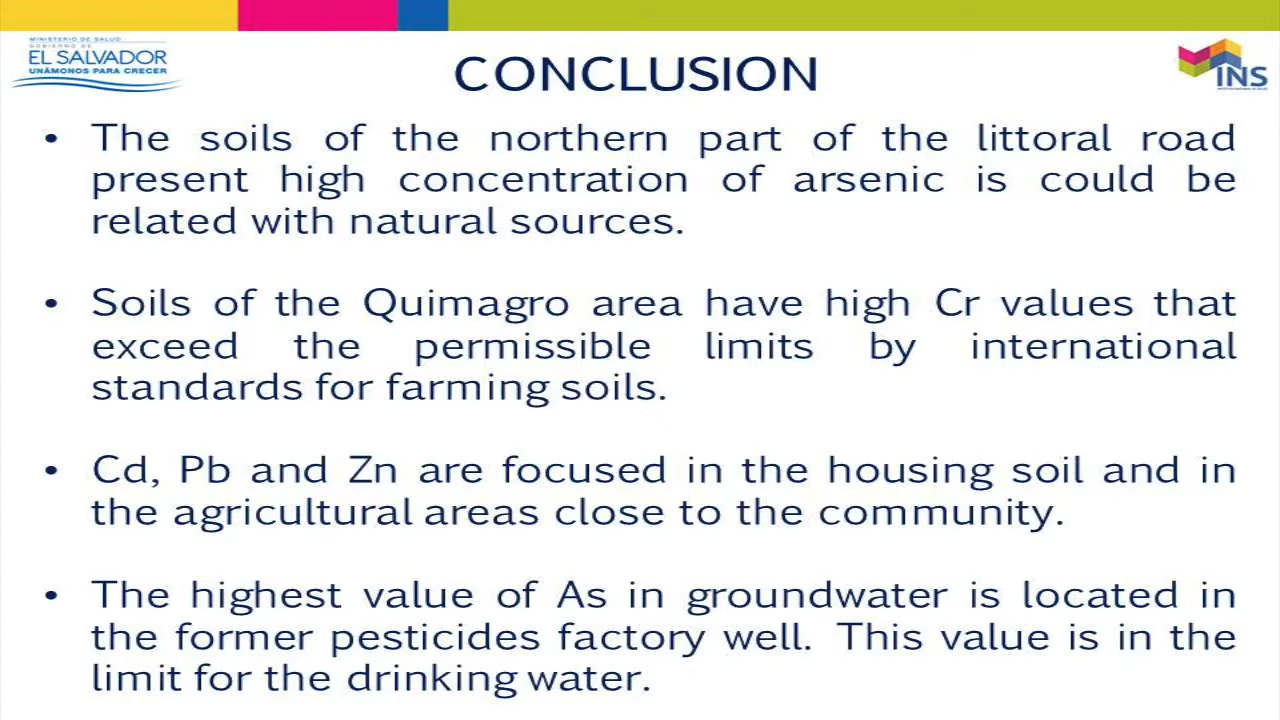 MINISTERIO DE SALUD
GOBIERNO DE
EL SALVADOR
UNÁMONOS PARA CRECER
INS
CONCLUSION
• The soils of the northern part of the littoral road
present high concentration of arsenic is could be
related with natural sources.
• Soils of the Quimagro area have high Cr values that
exceed the permissible limits by international
standards for farming soils.
• Cd, Pb and Zn are focused in the housing soil and in
the agricultural areas close to the community.
• The highest value of As in groundwater is located in
the former pesticides factory well. This value is in the
limit for the drinking water.